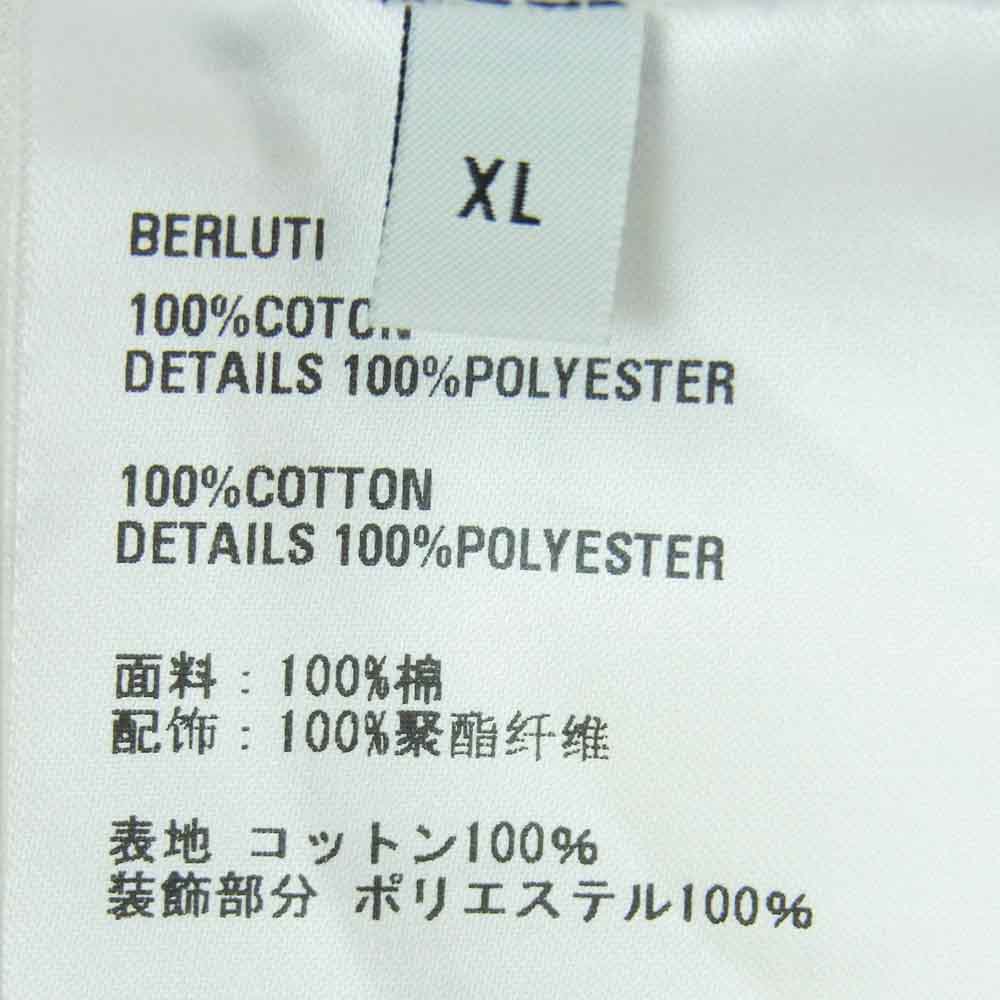 XL
BERLUTI
100%COTON
DETAILS 100%POLYESTER
100%COTTON
DETAILS 100%POLYESTER
面料 : 100%棉
配饰 : 100%聚酯纤维
表地 コットン100%
装飾部分 ポリエステル100%